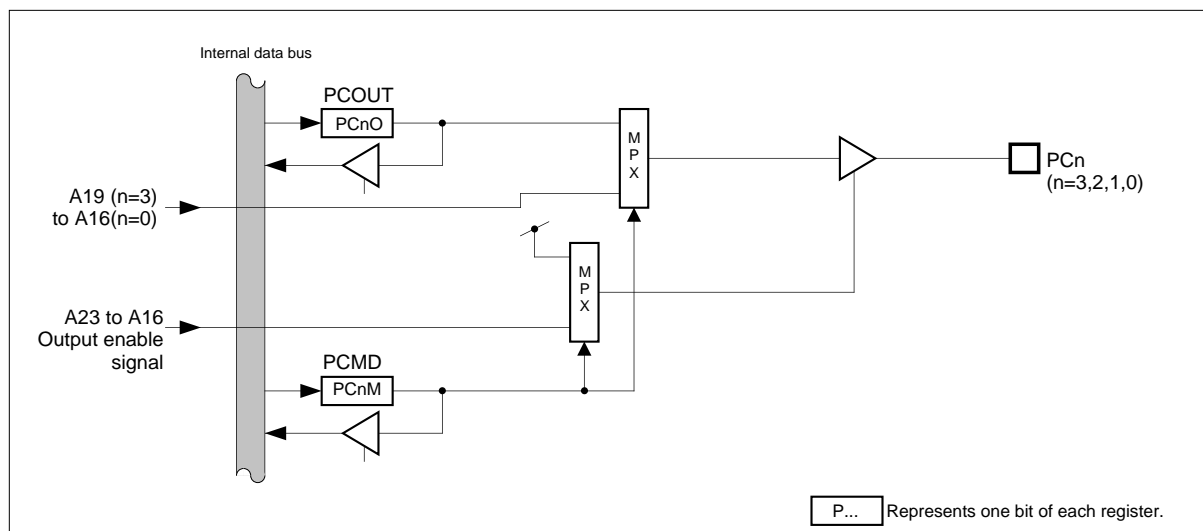 Internal data bus
PCOUT
PCnO
M
P
X
PCn
(n=3,2,1,0)
A19 (n=3)
to A16(n=0)
M
P
X
A23 to A16
Output enable
signal
PCMD
PCnM
P... Represents one bit of each register.